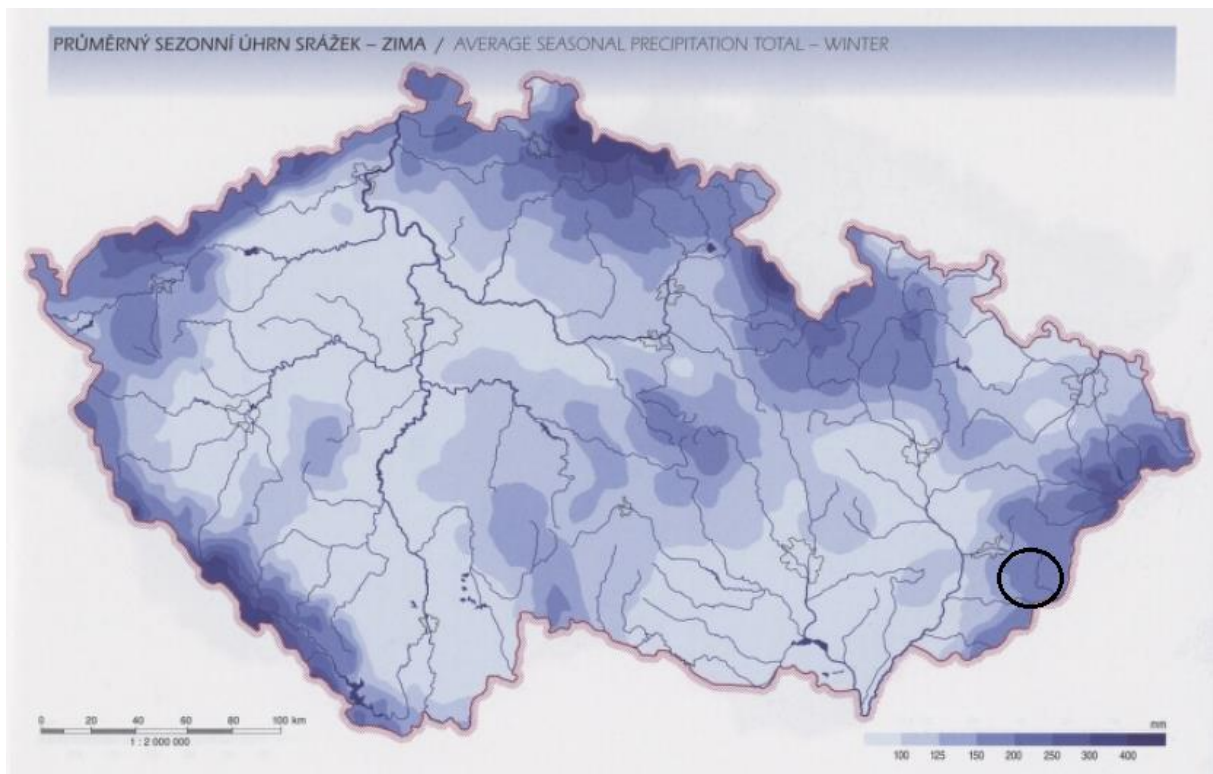 PRŮMĚRNÝ SEZONNÍ ÚHRN SRÁŽEK – ZIMA / AVERAGE SEASONAL PRECIPITATION TOTAL – WINTER
0 20 40 60 80 100 km
1 : 2 000 000
mm
100 125 150 200 250 300 400